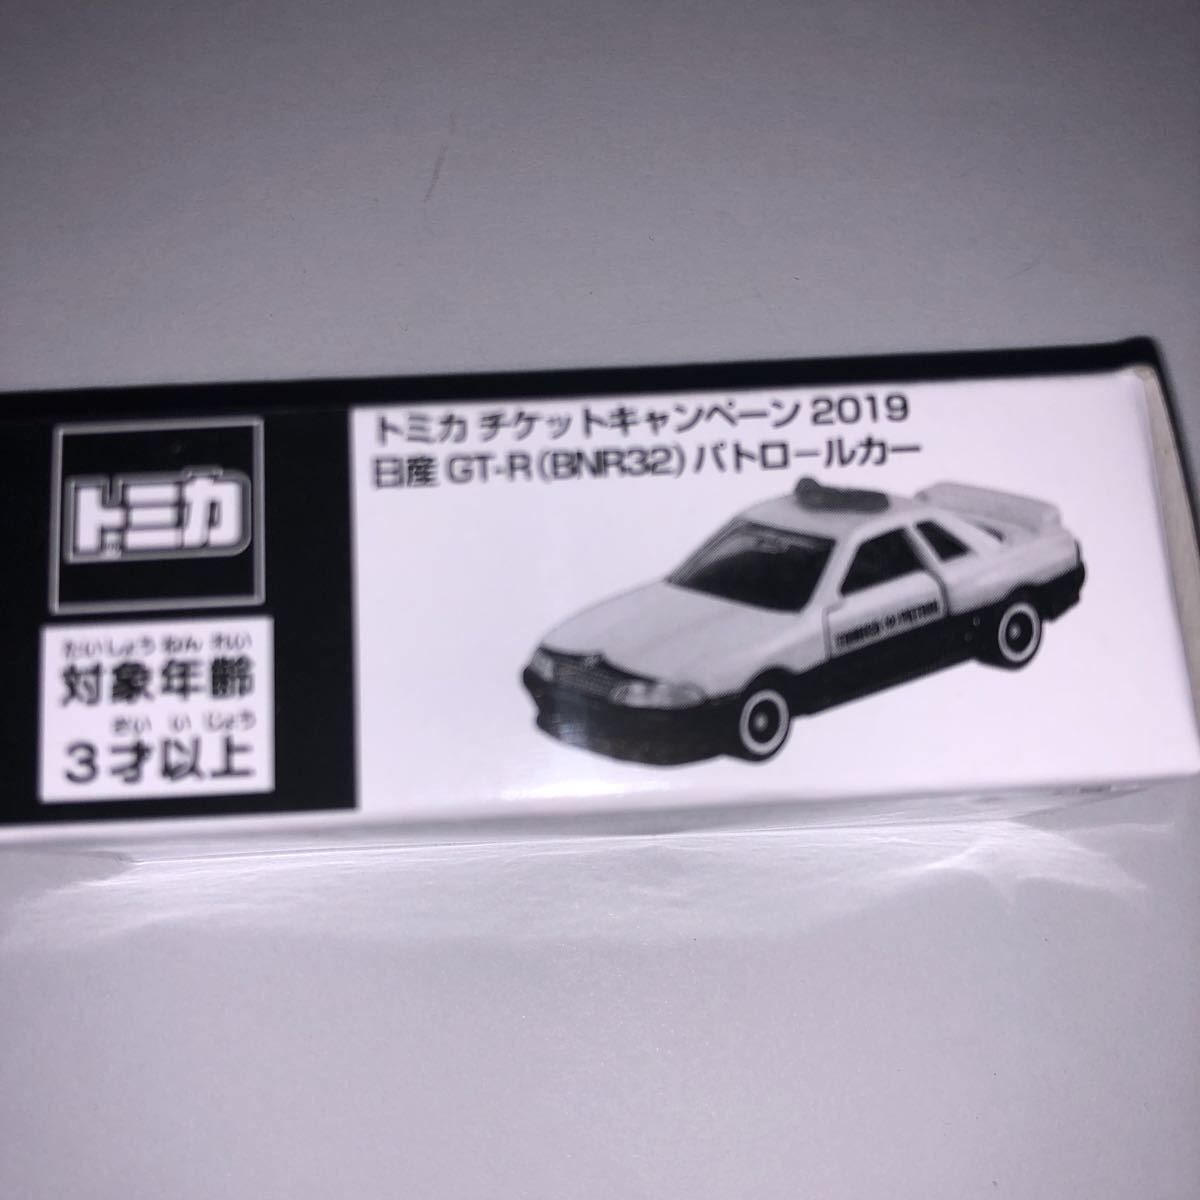 トミカ チケットキャンペーン 2019
日産 GT-R(BNR32)パトロールカー
トミカ
たいしょう ねん れい
対象年齢
さい い じょう
3才以上